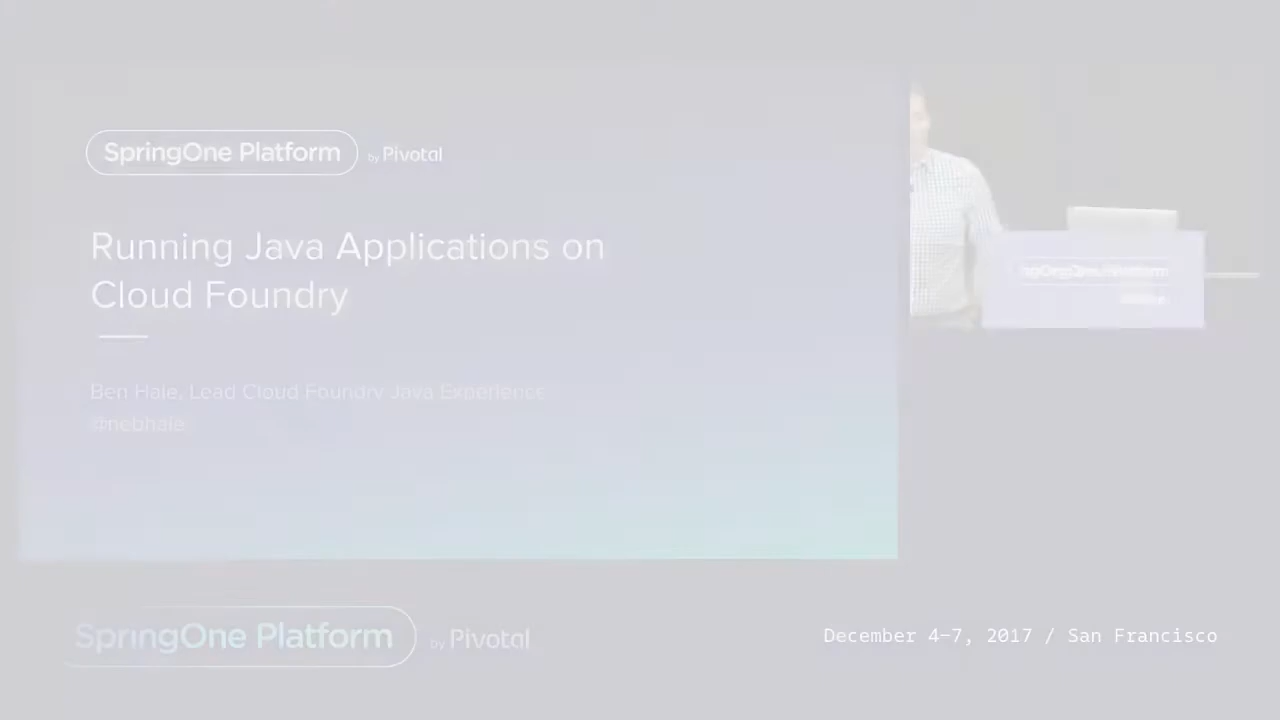 SpringOne Platform by Pivotal
Running Java Applications on
Cloud Foundry
Ben Hale, Lead Cloud Foundry Java Experience
@nebhale
SpringOne Platform by Pivotal
December 4-7, 2017 / San Francisco